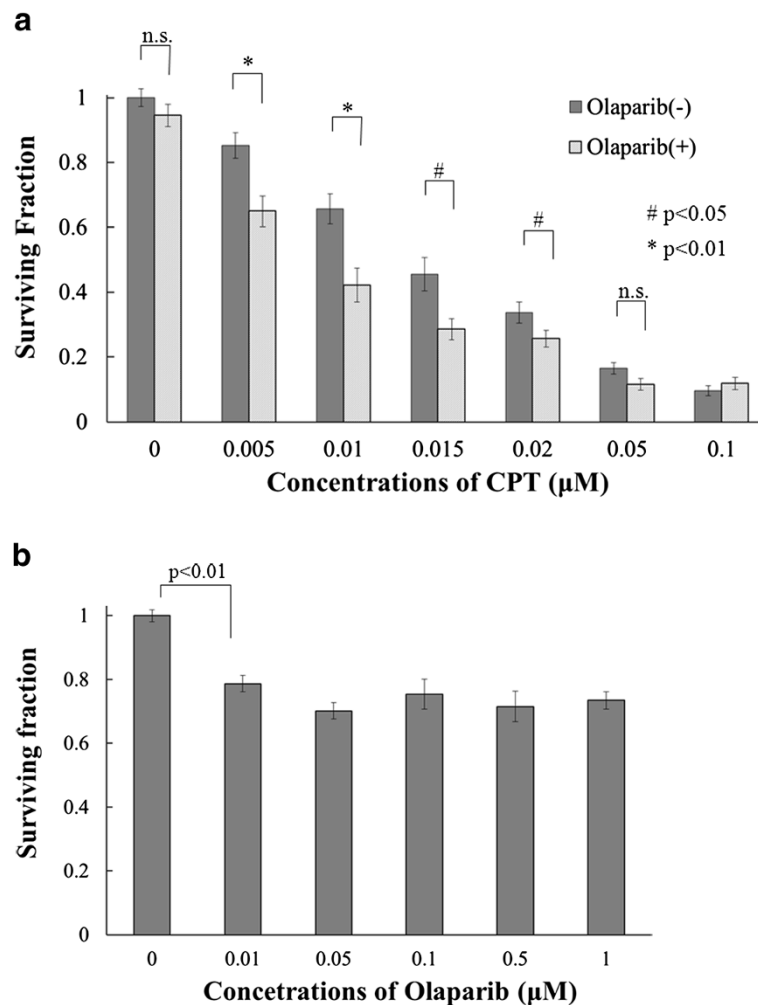 a
n.s.
*
*
#
#
n.s.
Olaparib(-)
Olaparib(+)
# p<0.05
* p<0.01
Surviving Fraction
1
0.8
0.6
0.4
0.2
0
0 0.005 0.01 0.015 0.02 0.05 0.1
Concentrations of CPT (μM)
b
p<0.01
Surviving fraction
1
0.8
0.6
0.4
0.2
0
0 0.01 0.05 0.1 0.5 1
Concetrations of Olaparib (μM)